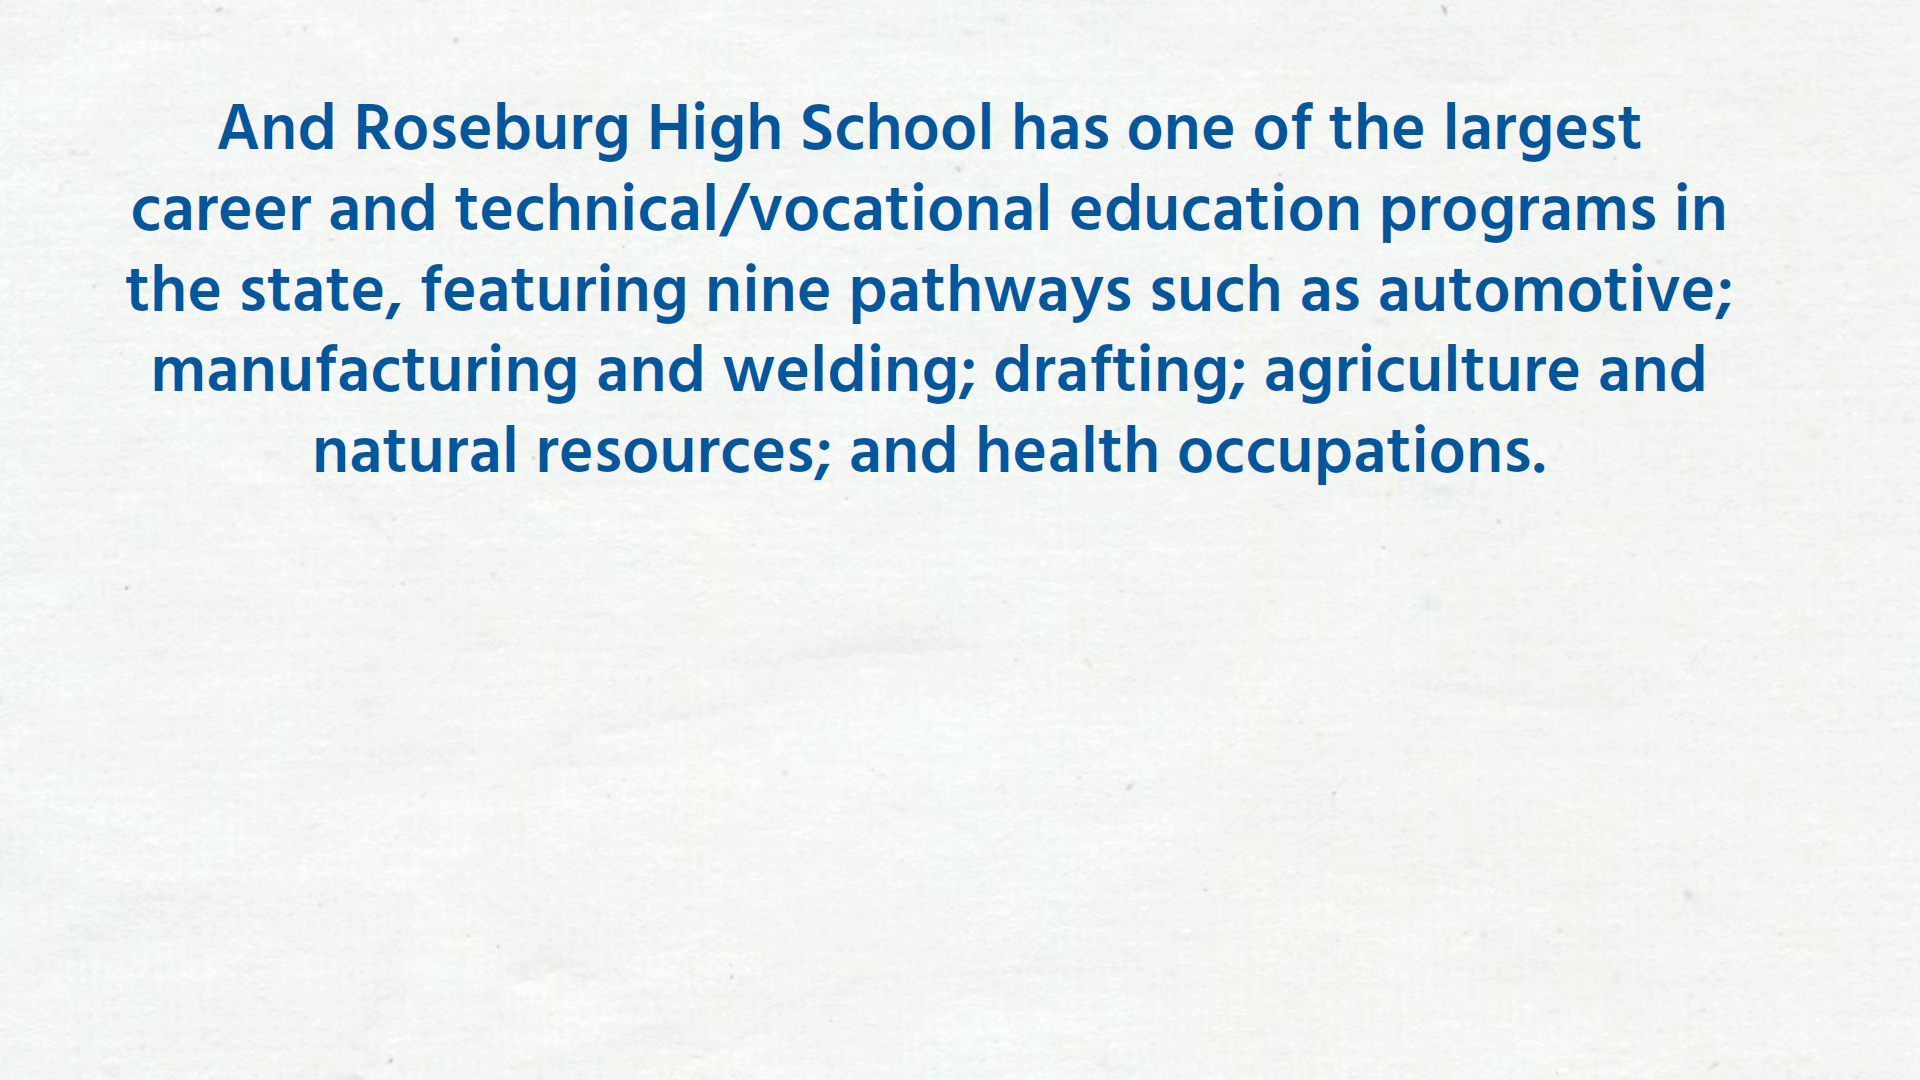 And Roseburg High School has one of the largest
career and technical/vocational education programs in
the state, featuring nine pathways such as automotive;
manufacturing and welding; drafting; agriculture and
natural resources; and health occupations.